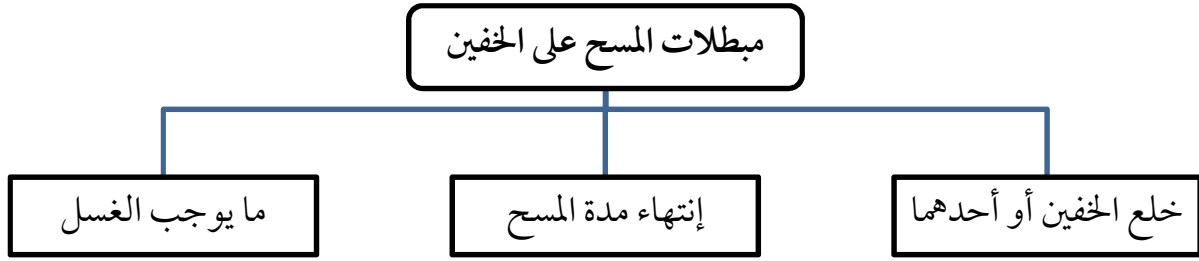 مبطلات المسح على الخفين
خلع الخفين أو أحدهما
إنتهاء مدة المسح
ما يوجب الغسل